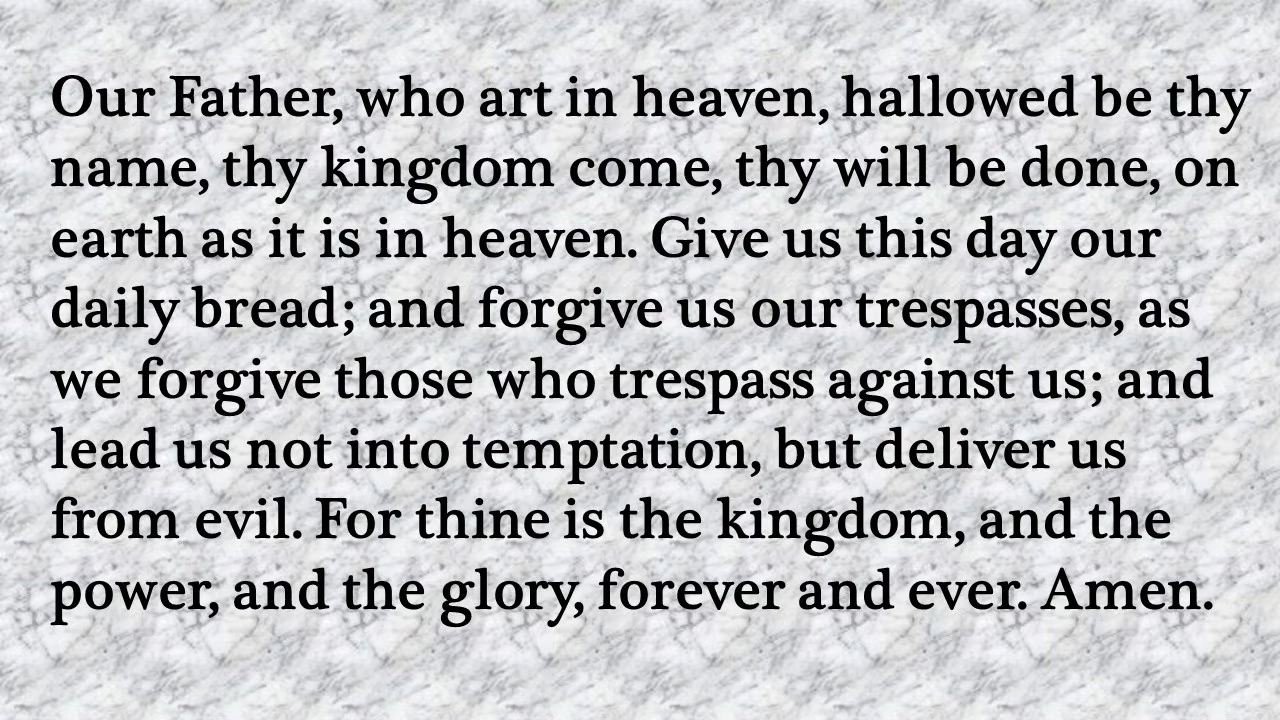 Our Father, who art in heaven, hallowed be thy
name, thy kingdom come, thy will be done, on
earth as it is in heaven. Give us this day our
daily bread; and forgive us our trespasses, as
we forgive those who trespass against us; and
lead us not into temptation, but deliver us
from evil. For thine is the kingdom, and the
power, and the glory, forever and ever. Amen.